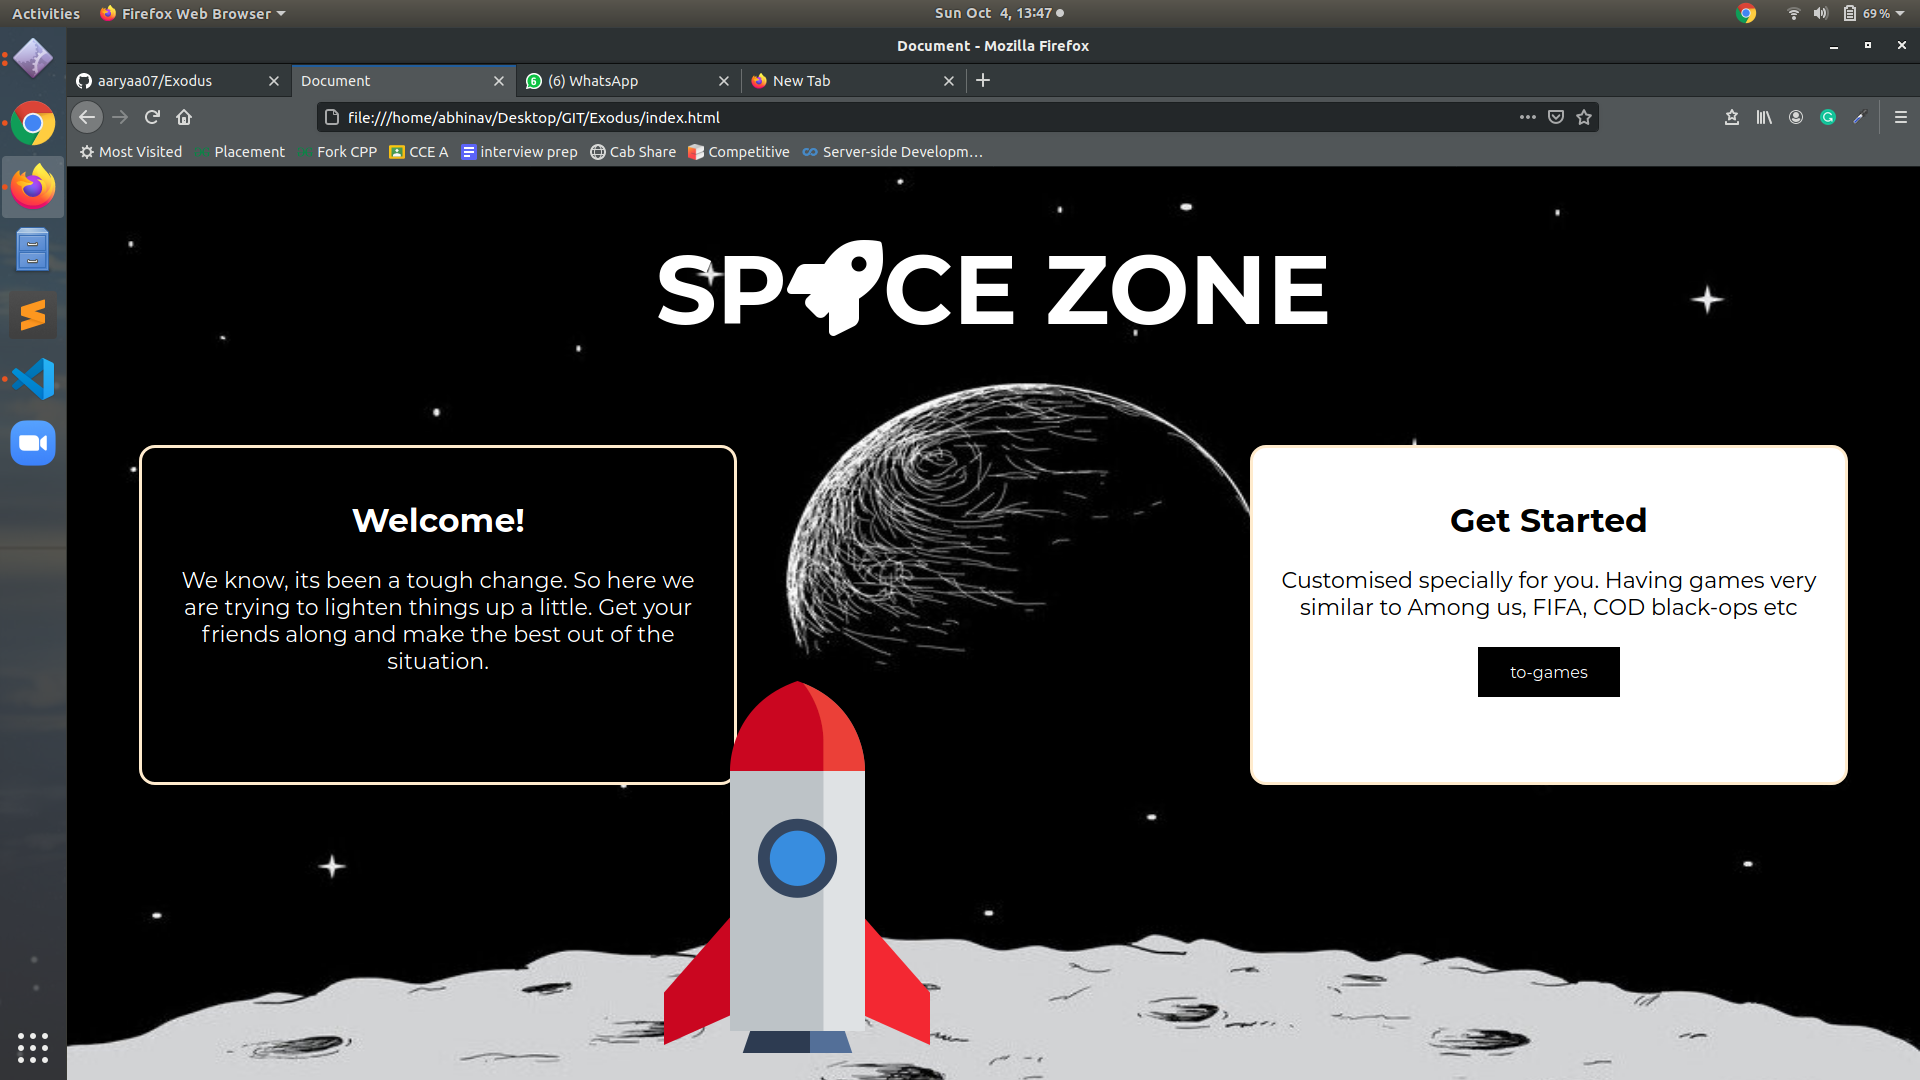 Activities
Firefox Web Browser
Sun Oct 4, 13:47
69 %
Document - Mozilla Firefox
aaryaa07/Exodus
Document
6
(6) WhatsApp
New Tab
file:///home/abhinav/Desktop/GIT/Exodus/index.html
Most Visited
Placement
Fork CPP
CCE A
interview prep
Cab Share
Competitive
Server-side Developm…
SP CE ZONE
Welcome!
We know, its been a tough change. So here we
are trying to lighten things up a little. Get your
friends along and make the best out of the
situation.
Get Started
Customised specially for you. Having games very
similar to Among us, FIFA, COD black-ops etc
to-games